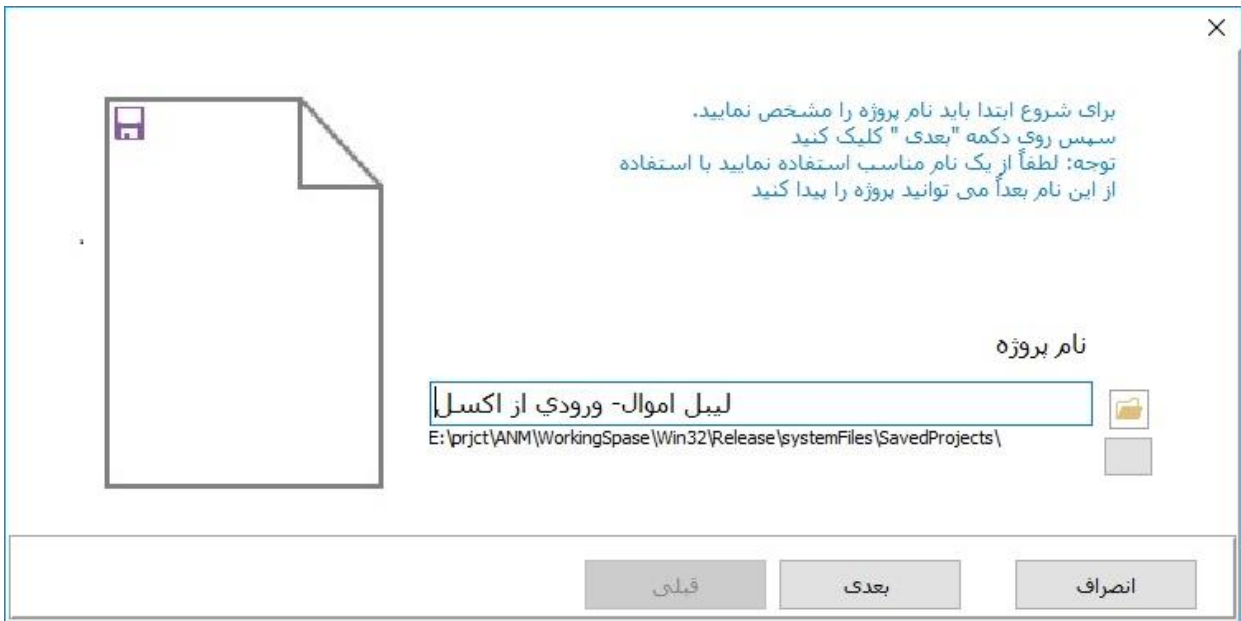 برای شروع ابتدا باید نام پروژه را مشخص نمایید.
سپس روی دکمه "بعدی " کلیک کنید
توجه: لطفاً از یک نام مناسب استفاده نمایید با استفاده
از این نام بعداً می توانید پروژه را پیدا کنید
نام پروژه
ليبل اموال- ورودي از اکسل
E:\prjct\ANM\WorkingSpase\Win32\Release\systemFiles\SavedProjects\
انصراف
بعدی
قبلی